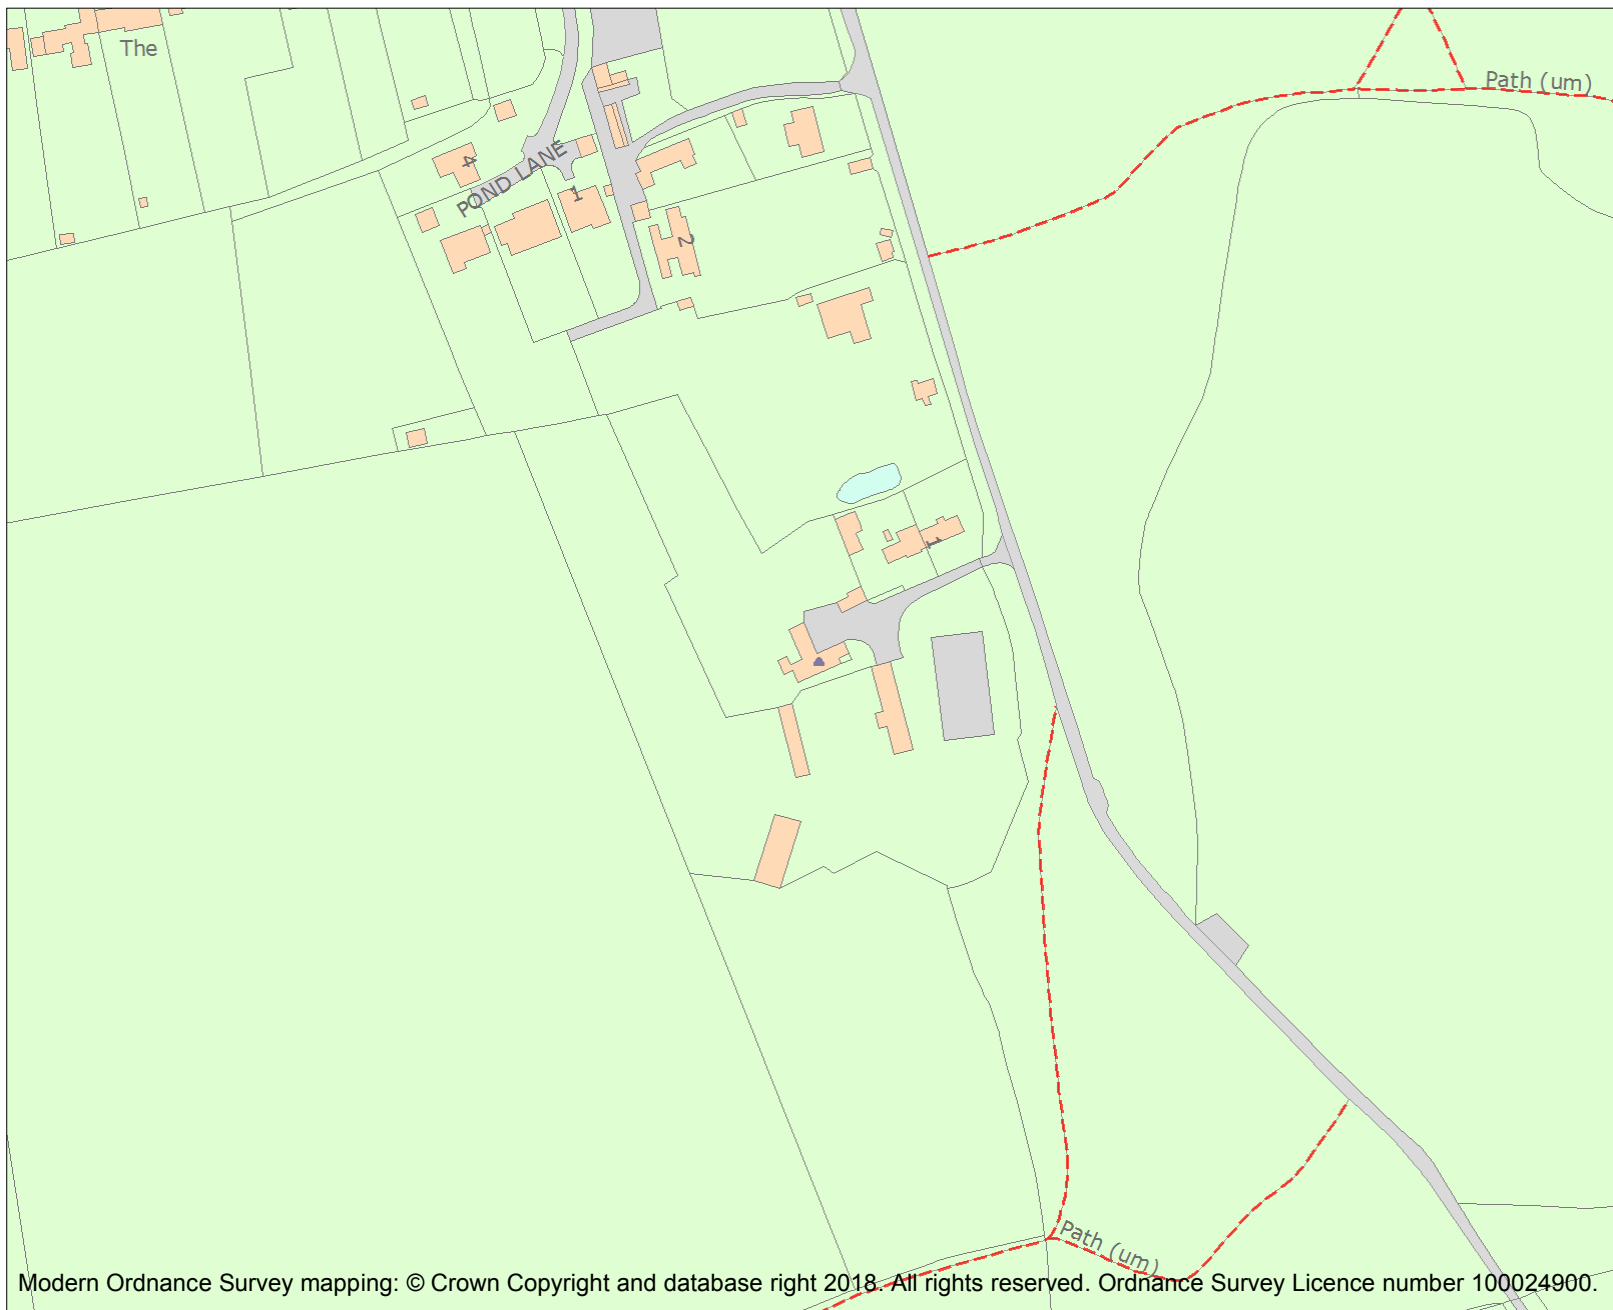 The
Path (um)
4
POND LANE
1
2
1
Path (um)
Modern Ordnance Survey mapping: © Crown Copyright and database right 2018. All rights reserved. Ordnance Survey Licence number 100024900.